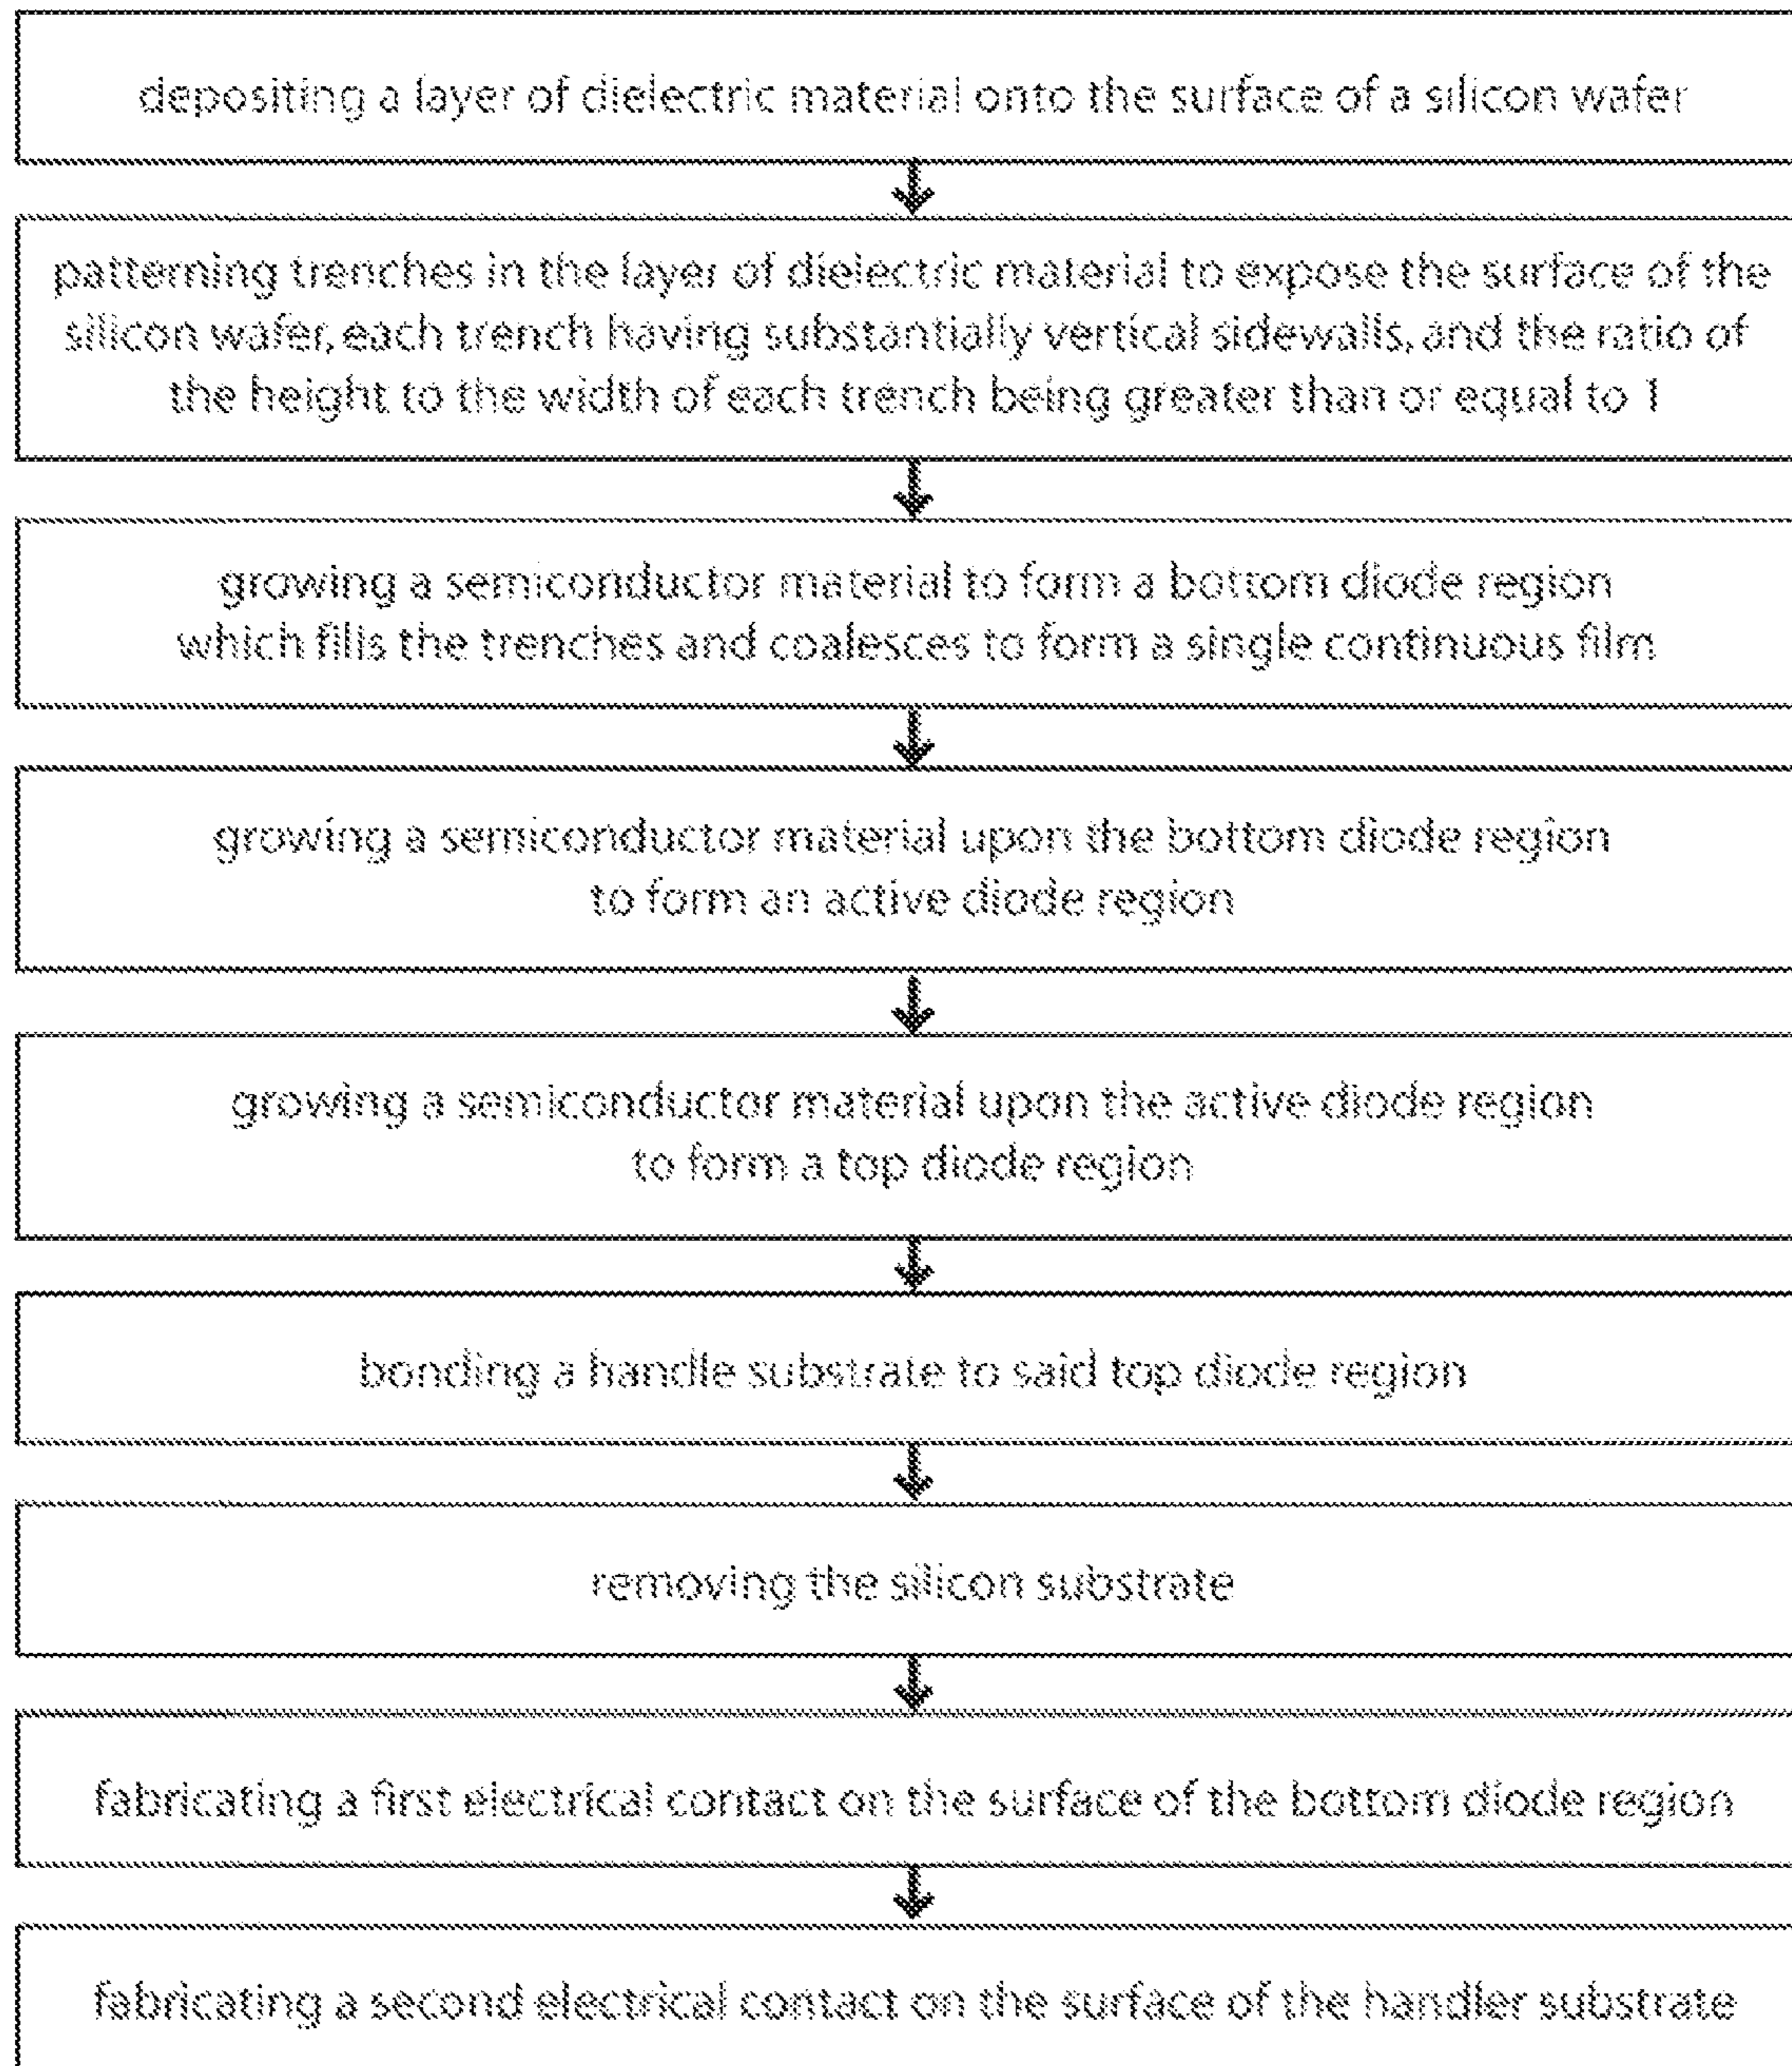 depositing a layer of dielectric material onto the surface of a silicon wafer
patterning trenches in the layer of dielectric material to expose the surface of the
silicon wafer, each trench having substantially vertical sidewalls, and the ratio of
the height to the width of each trench being greater than or equal to 1
growing a semiconductor material to form a bottom diode region
which fills the trenches and coalesces to form a single continuous film
growing a semiconductor material upon the bottom diode region
to form an active diode region
growing a semiconductor material upon the active diode region
to form a top diode region
bonding a handle substrate to said top diode region
removing the silicon substrate
fabricating a first electrical contact on the surface of the bottom diode region
fabricating a second electrical contact on the surface of the handler substrate